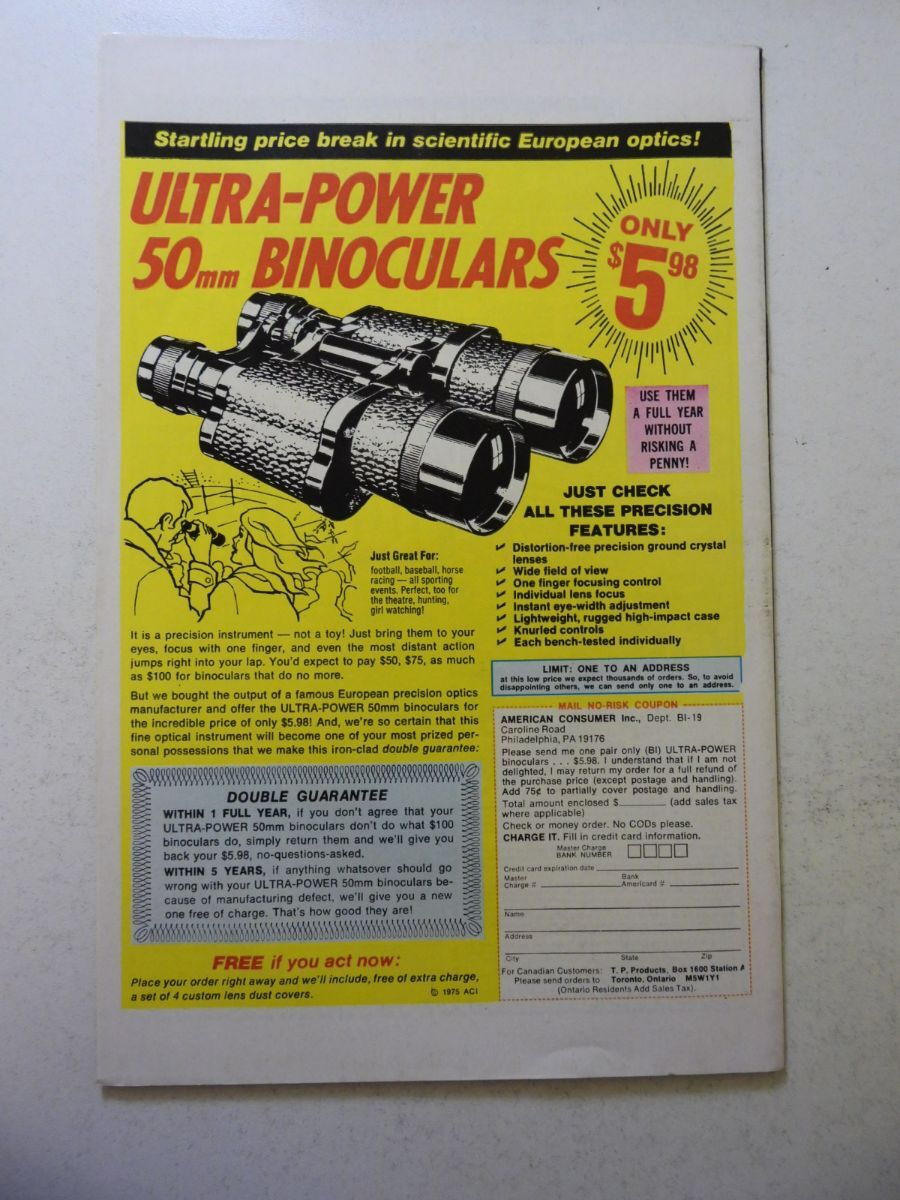 Startling price break in scientific European optics!
ULTRA-POWER
50mm BINOCULARS
ONLY
$5 98
USE THEM
A FULL YEAR
WITHOUT
RISKING A
PENNY!
JUST CHECK
ALL THESE PRECISION
FEATURES:
✓ Distortion-free precision ground crystal
lenses
✓ Wide field of view
✓ One finger focusing control
✓ Individual lens focus
✓ Instant eye-width adjustment
✓ Lightweight, rugged high-impact case
✓ Knurled controls
✓ Each bench-tested individually
Just Great For:
football, baseball, horse
racing — all sporting
events. Perfect, too for
the theatre, hunting,
girl watching!
It is a precision instrument — not a toy! Just bring them to your
eyes, focus with one finger, and even the most distant action
jumps right into your lap. You'd expect to pay $50, $75, as much
as $100 for binoculars that do no more.
But we bought the output of a famous European precision optics
manufacturer and offer the ULTRA-POWER 50mm binoculars for
the incredible price of only $5.98! And, we're so certain that this
fine optical instrument will become one of your most prized per-
sonal possessions that we make this iron-clad double guarantee:
DOUBLE GUARANTEE
WITHIN 1 FULL YEAR, if you don't agree that your
ULTRA-POWER 50mm binoculars don't do what $100
binoculars do, simply return them and we'll give you
back your $5.98, no-questions-asked.
WITHIN 5 YEARS, if anything whatsover should go
wrong with your ULTRA-POWER 50mm binoculars be-
cause of manufacturing defect, we'll give you a new
one free of charge. That's how good they are!
FREE if you act now:
Place your order right away and we'll include, free of extra charge,
a set of 4 custom lens dust covers.
© 1975 ACI
LIMIT: ONE TO AN ADDRESS
at this low price we expect thousands of orders. So, to avoid
disappointing others, we can send only one to an address.
MAIL NO-RISK COUPON
AMERICAN CONSUMER Inc., Dept. BI-19
Caroline Road
Philadelphia, PA 19176
Please send me one pair only (BI) ULTRA-POWER
binoculars . . . $5.98. I understand that if I am not
delighted, I may return my order for a full refund of
the purchase price (except postage and handling).
Add 75¢ to partially cover postage and handling.
Total amount enclosed $________ (add sales tax
where applicable)
Check or money order. No CODs please.
CHARGE IT. Fill in credit card information.
Master Charge
BANK NUMBER
Credit card expiration date
Master Charge #
Bank Americard #
Name
Address
City State Zip
For Canadian Customers: T. P. Products, Box 1600 Station A
Please send orders to Toronto, Ontario M5W1Y1
(Ontario Residents Add Sales Tax).